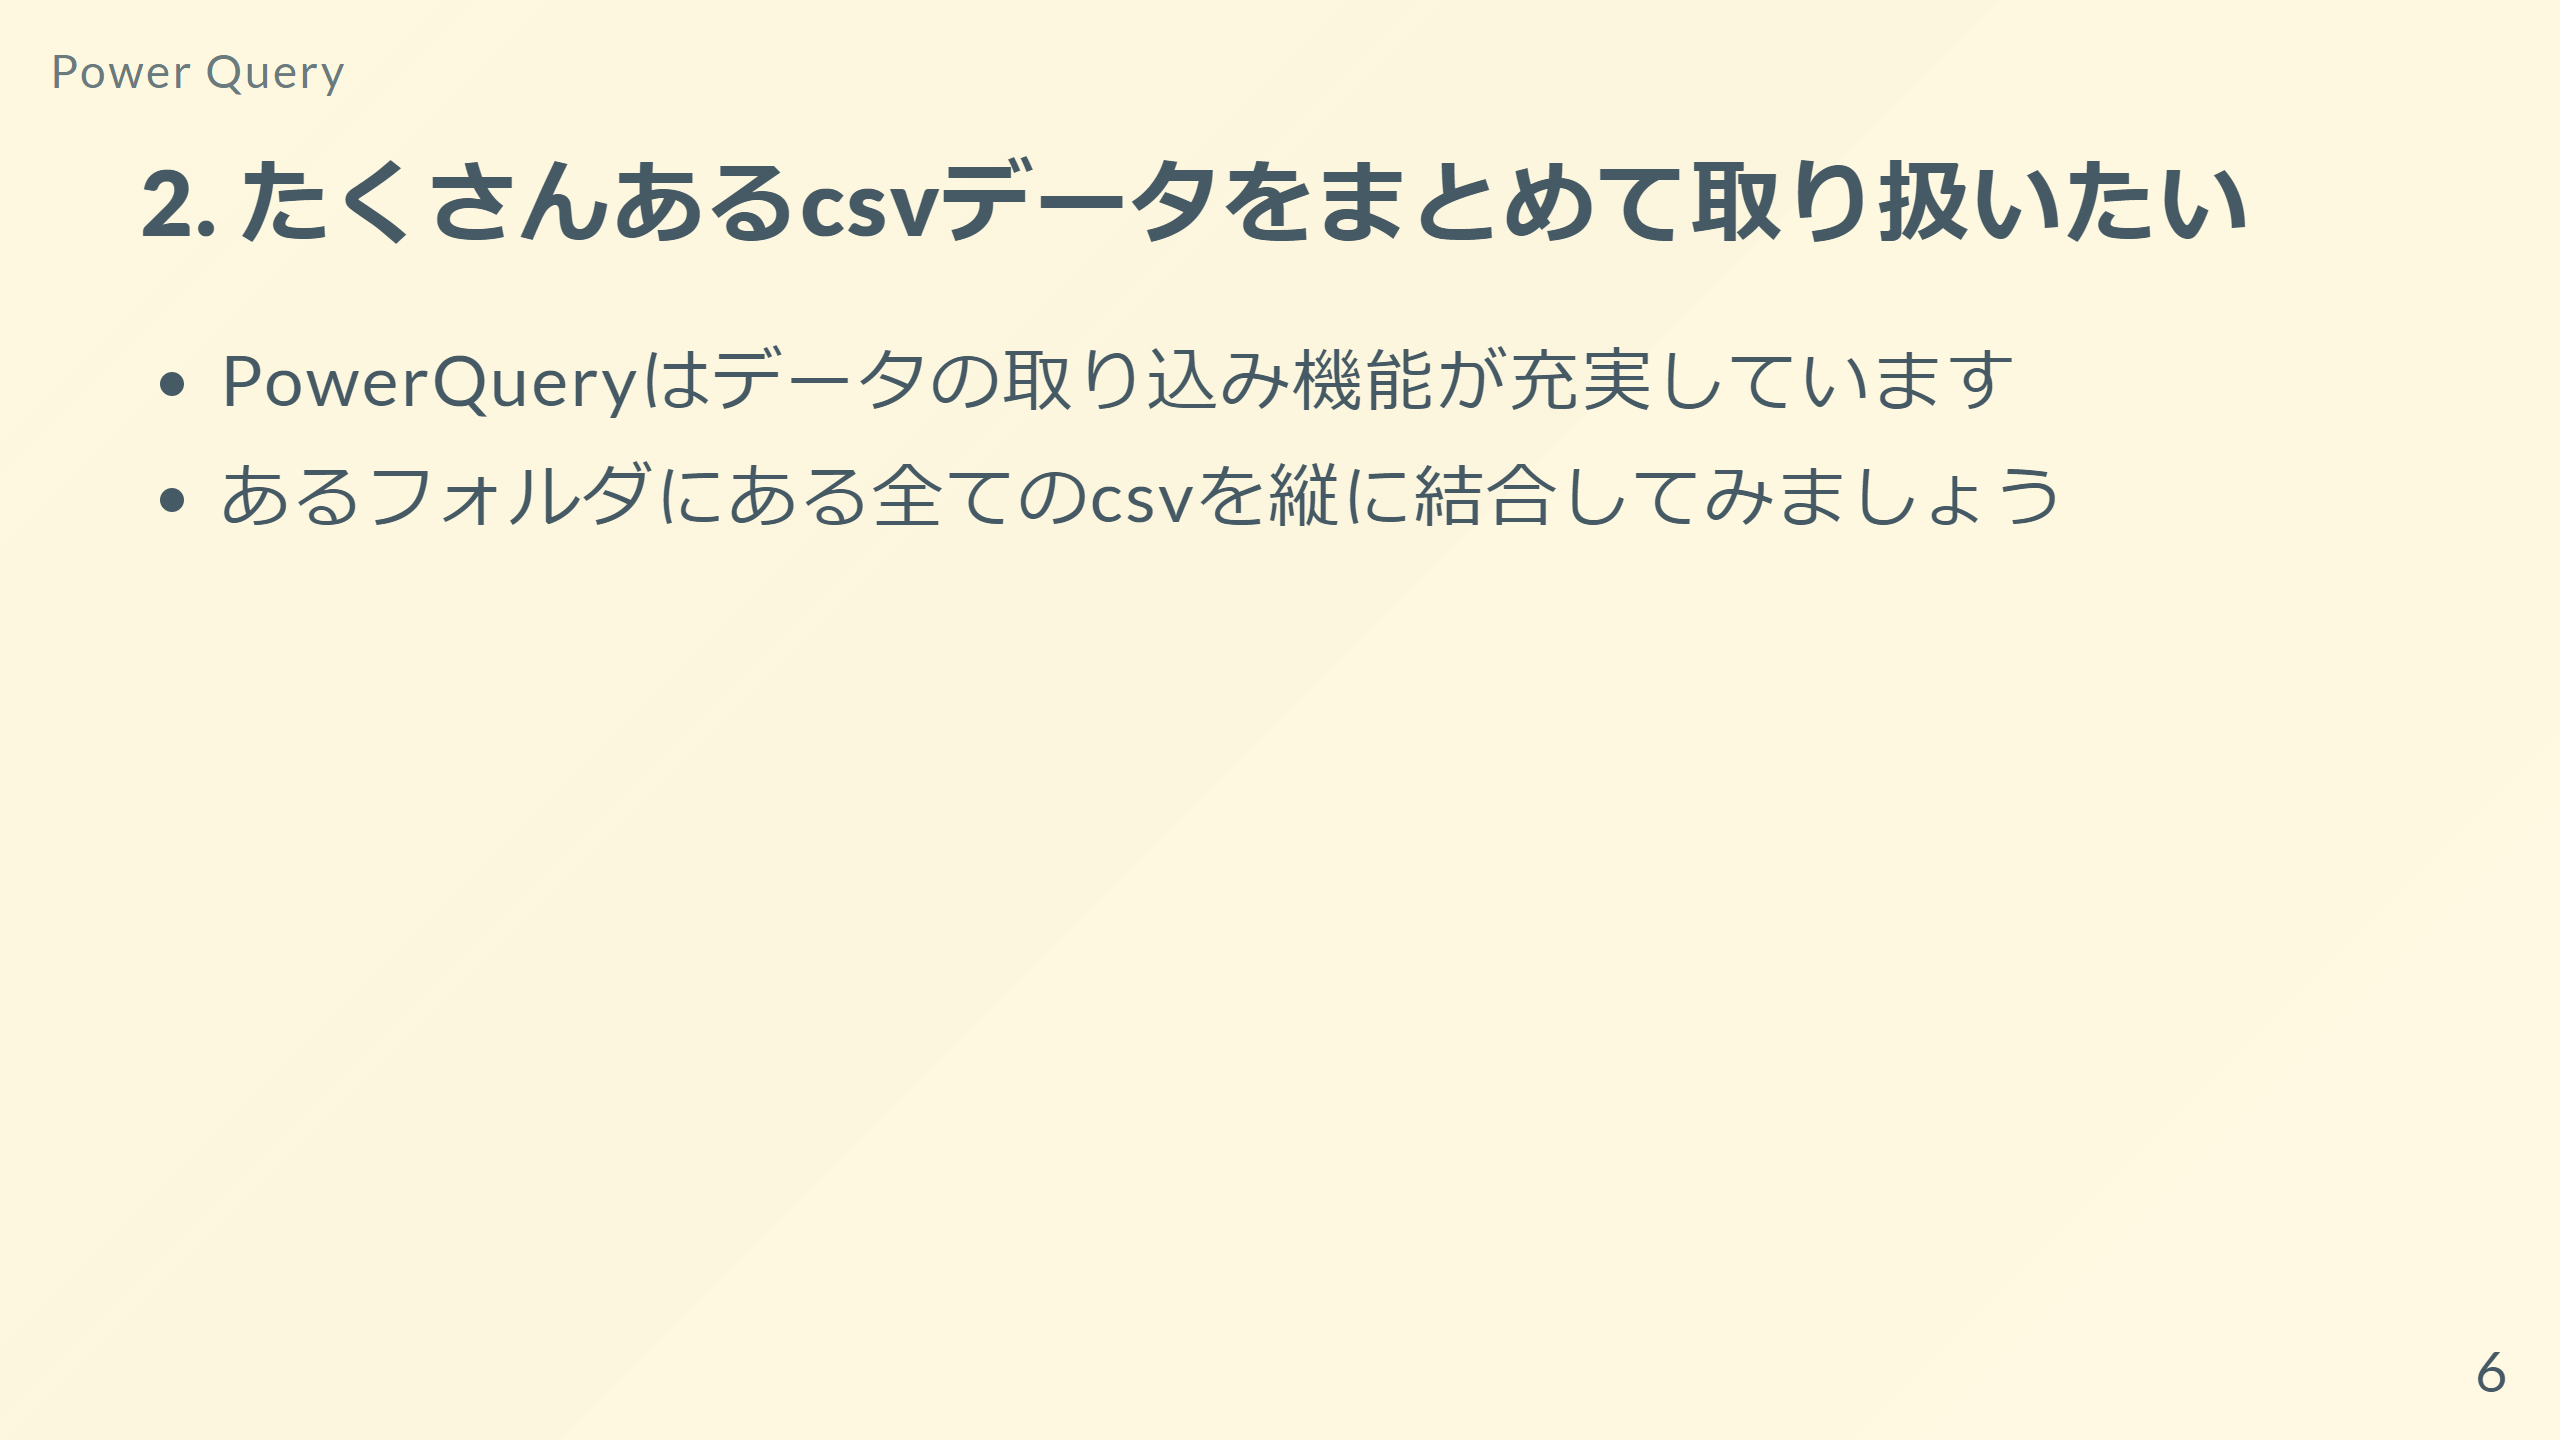 Power Query
2. たくさんあるcsvデータをまとめて取り扱いたい
• PowerQueryはデータの取り込み機能が充実しています
• あるフォルダにある全てのcsvを縦に結合してみましょう
6